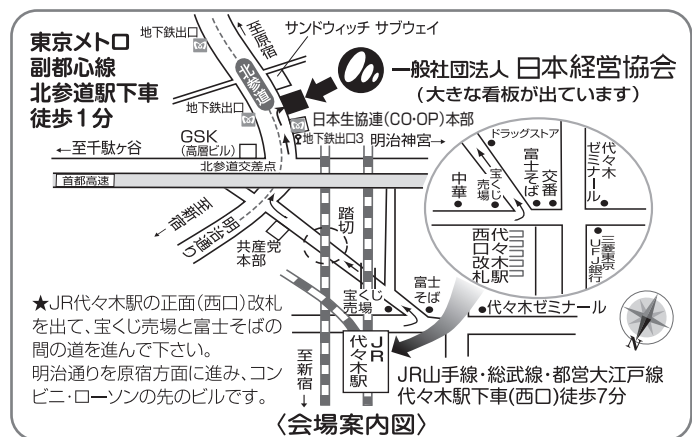 東京メトロ
副都心線
北参道駅下車
徒歩1分
地下鉄出口
至原宿→
サンドウィッチ サブウェイ
北参道
一般社団法人 日本経営協会
(大きな看板が出ています)
地下鉄出口
日本生協連(CO・OP)本部
地下鉄出口3
明治神宮→
GSK
(高層ビル)
←至千駄ヶ谷
北参道交差点
首都高速
←至新宿
明治通り
共産党
本部
踏切
宝くじ
売場
富士
そば
代々木ゼミナール
JR
代々木駅
至新宿→
ドラッグストア
中華
宝くじ
売場
富士そば
交番
代々木
ゼミナール
代々木駅
西口改札
三菱東京
UFJ銀行
N
★JR代々木駅の正面(西口)改札
を出て、宝くじ売場と富士そばの
間の道を進んで下さい。
明治通りを原宿方面に進み、コン
ビニ・ローソンの先のビルです。
JR山手線・総武線・都営大江戸線
代々木駅下車(西口)徒歩7分
〈会場案内図〉